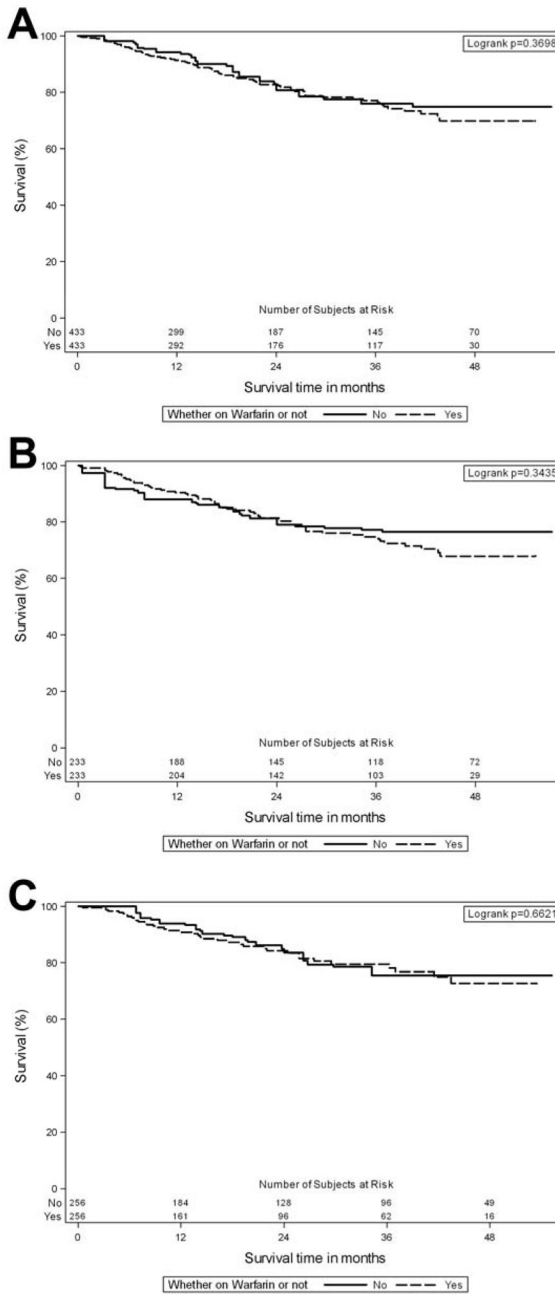 A
Logrank p=0.3698
100
80
60
40
20
0
Survival (%)
Number of Subjects at Risk
No 433 299 187 145 70
Yes 433 292 176 117 30
0 12 24 36 48
Survival time in months
Whether on Warfarin or not No Yes
B
Logrank p=0.3435
100
80
60
40
20
0
Survival (%)
Number of Subjects at Risk
No 233 188 145 118 72
Yes 233 204 142 103 29
0 12 24 36 48
Survival time in months
Whether on Warfarin or not No Yes
C
Logrank p=0.6621
100
80
60
40
20
0
Survival (%)
Number of Subjects at Risk
No 256 184 128 96 49
Yes 256 161 96 62 16
0 12 24 36 48
Survival time in months
Whether on Warfarin or not No Yes